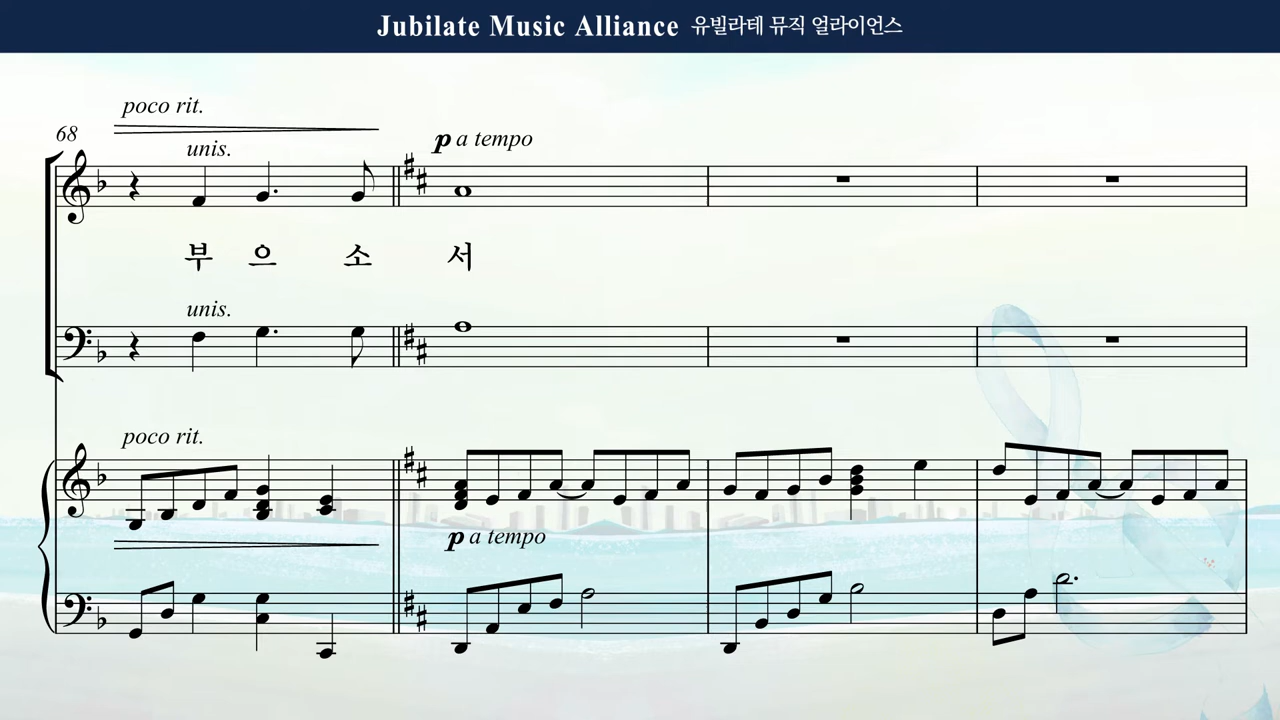 Jubilate Music Alliance 유빌라테 뮤직 얼라이언스
poco rit.
68
unis.
p a tempo
부 으 소 서
unis.
poco rit.
p a tempo